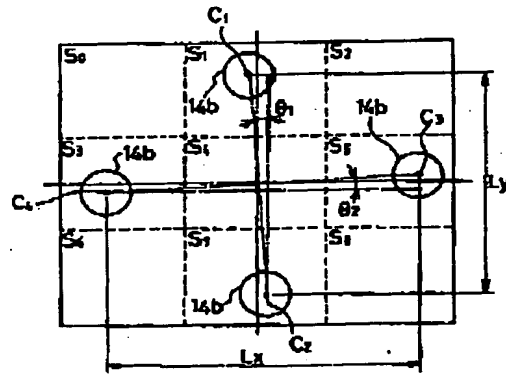 C1
S0 S1 S2
14b θ1 14b C3
S3 14b S4 S5
C4 θ2 Ly
S6 S7 S8
14b C2
Lx